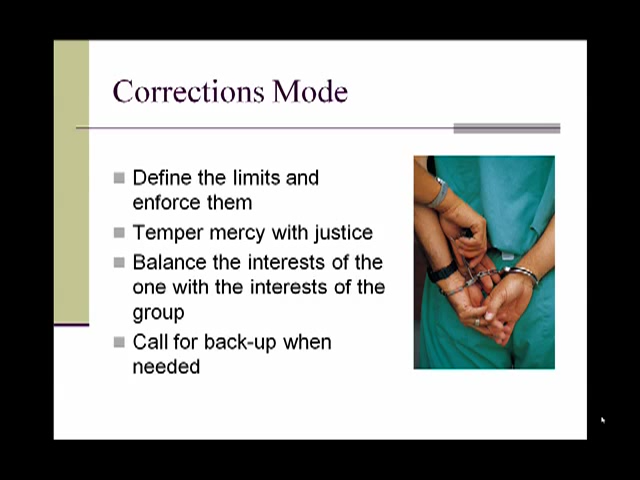 Corrections Mode
Define the limits and
enforce them
Temper mercy with justice
Balance the interests of the
one with the interests of the
group
Call for back-up when
needed